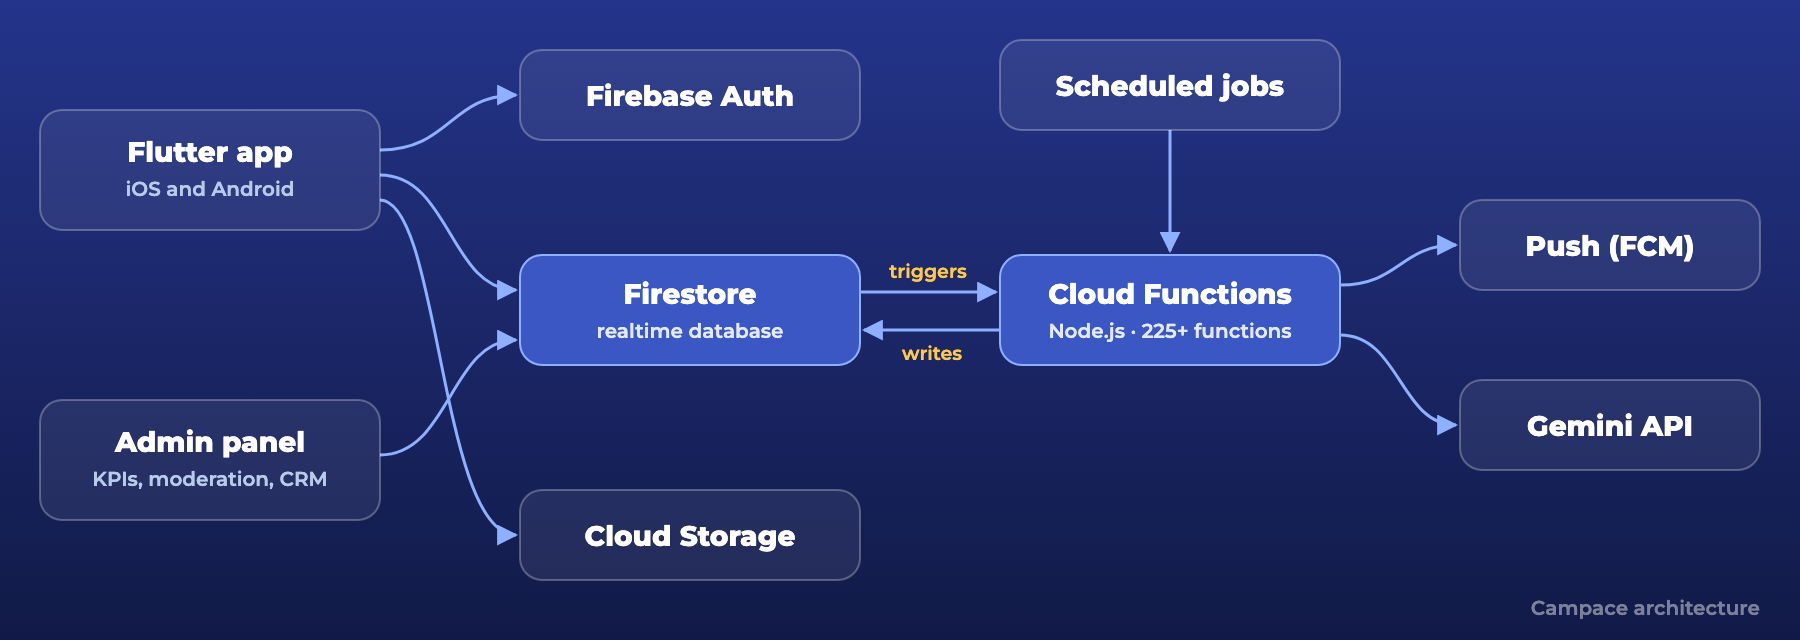 Flutter app
iOS and Android
Admin panel
KPIs, moderation, CRM
Firebase Auth
Firestore
realtime database
Cloud Storage
triggers
writes
Scheduled jobs
Cloud Functions
Node.js · 225+ functions
Push (FCM)
Gemini API
Campace architecture